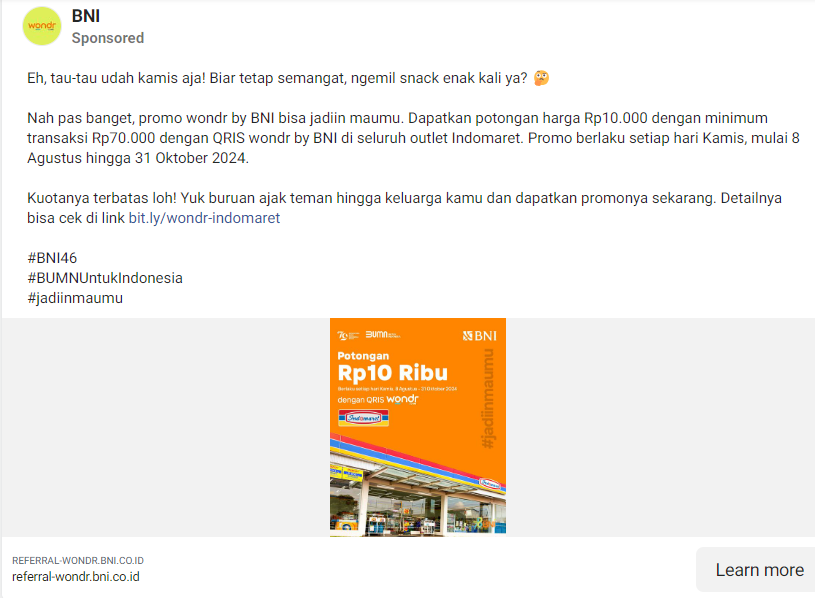 wondr
BNI
Sponsored
Eh, tau-tau udah kamis aja! Biar tetap semangat, ngemil snack enak kali ya? 🤔
Nah pas banget, promo wondr by BNI bisa jadiin maumu. Dapatkan potongan harga Rp10.000 dengan minimum
transaksi Rp70.000 dengan QRIS wondr by BNI di seluruh outlet Indomaret. Promo berlaku setiap hari Kamis, mulai 8
Agustus hingga 31 Oktober 2024.
Kuotanya terbatas loh! Yuk buruan ajak teman hingga keluarga kamu dan dapatkan promonya sekarang. Detailnya
bisa cek di link bit.ly/wondr-indomaret
#BNI46
#BUMNUntukIndonesia
#jadiinmaumu
BUMN
BNI
Potongan
Rp10 Ribu
Berlaku setiap hari Kamis, 8 Agustus - 31 Oktober 2024
dengan QRIS wondr
Indomaret
#jadiinmaumu
Indomaret
REFERRAL-WONDR.BNI.CO.ID
referral-wondr.bni.co.id
Learn more